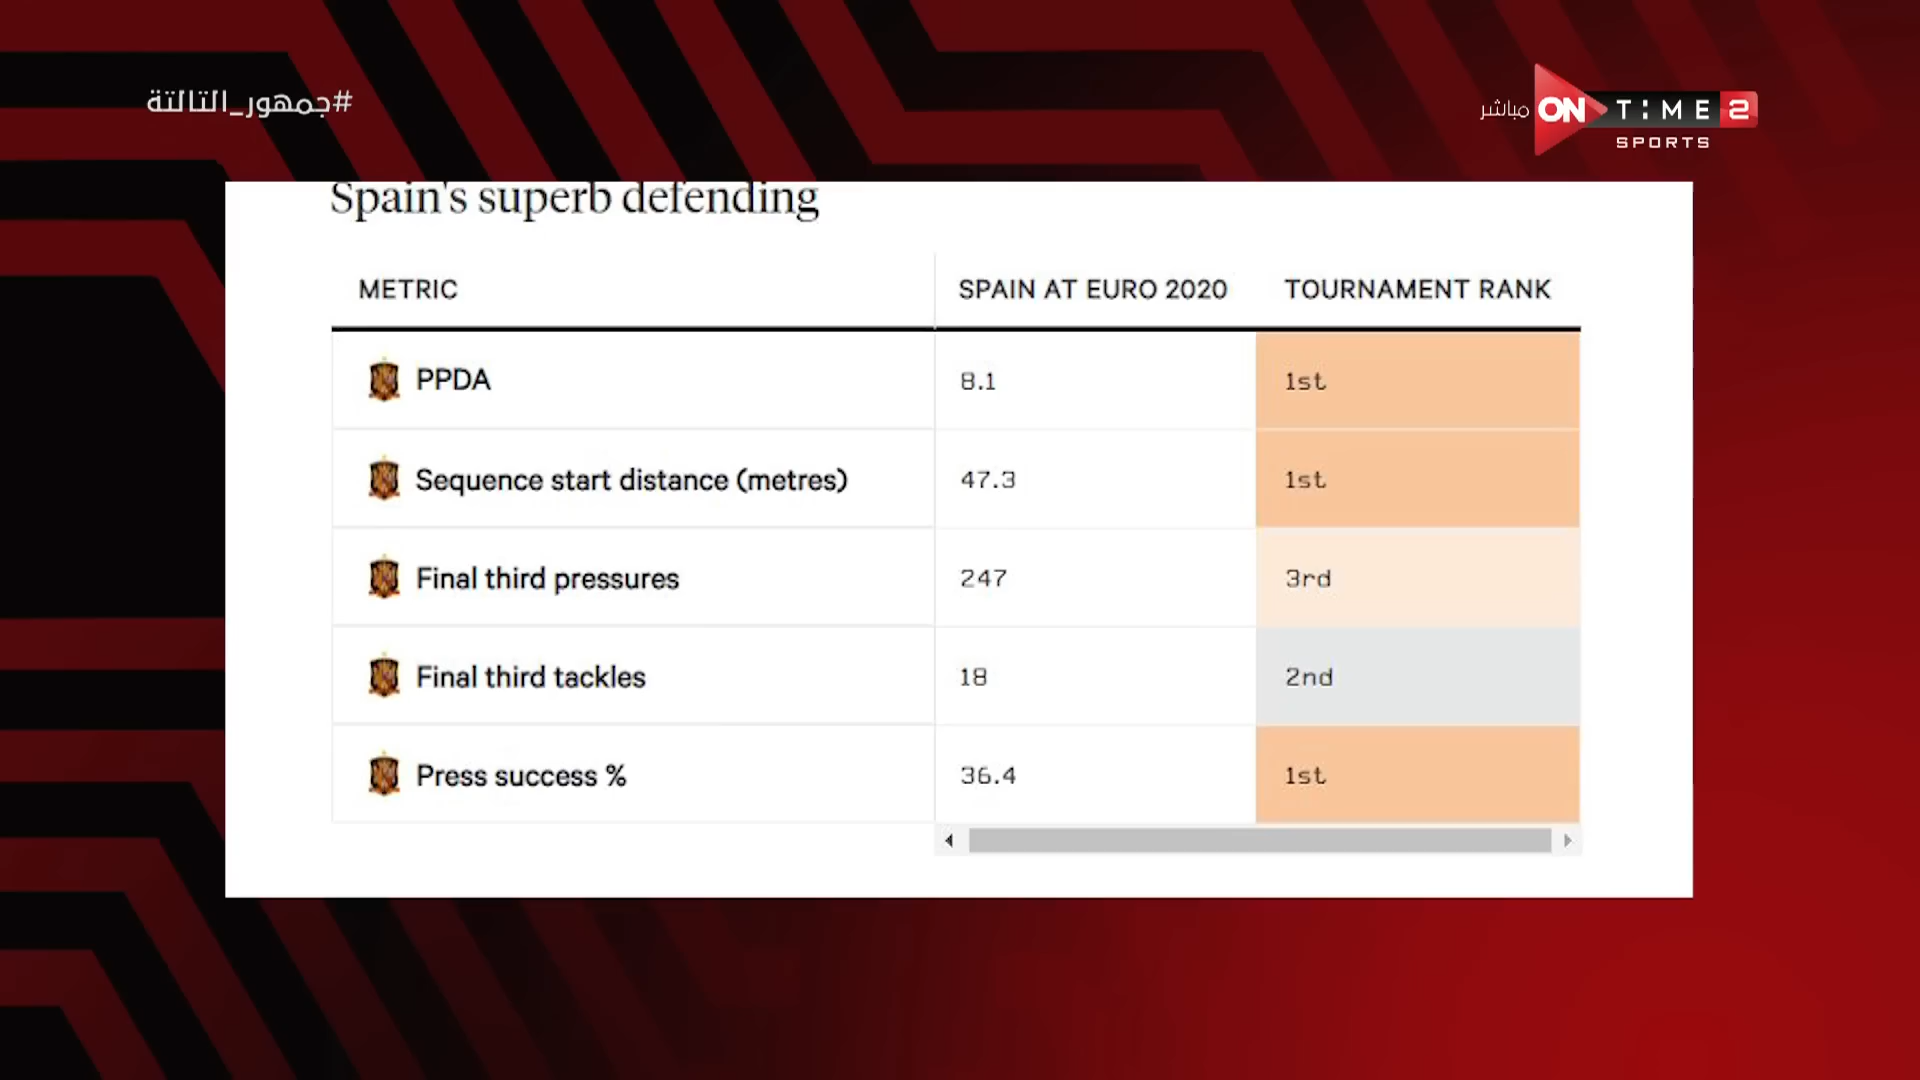 #جمهور_التالتة
مباشر ON TIME 2
SPORTS
Spain's superb defending
METRIC SPAIN AT EURO 2020 TOURNAMENT RANK
PPDA 8.1 1st
Sequence start distance (metres) 47.3 1st
Final third pressures 247 3rd
Final third tackles 18 2nd
Press success % 36.4 1st